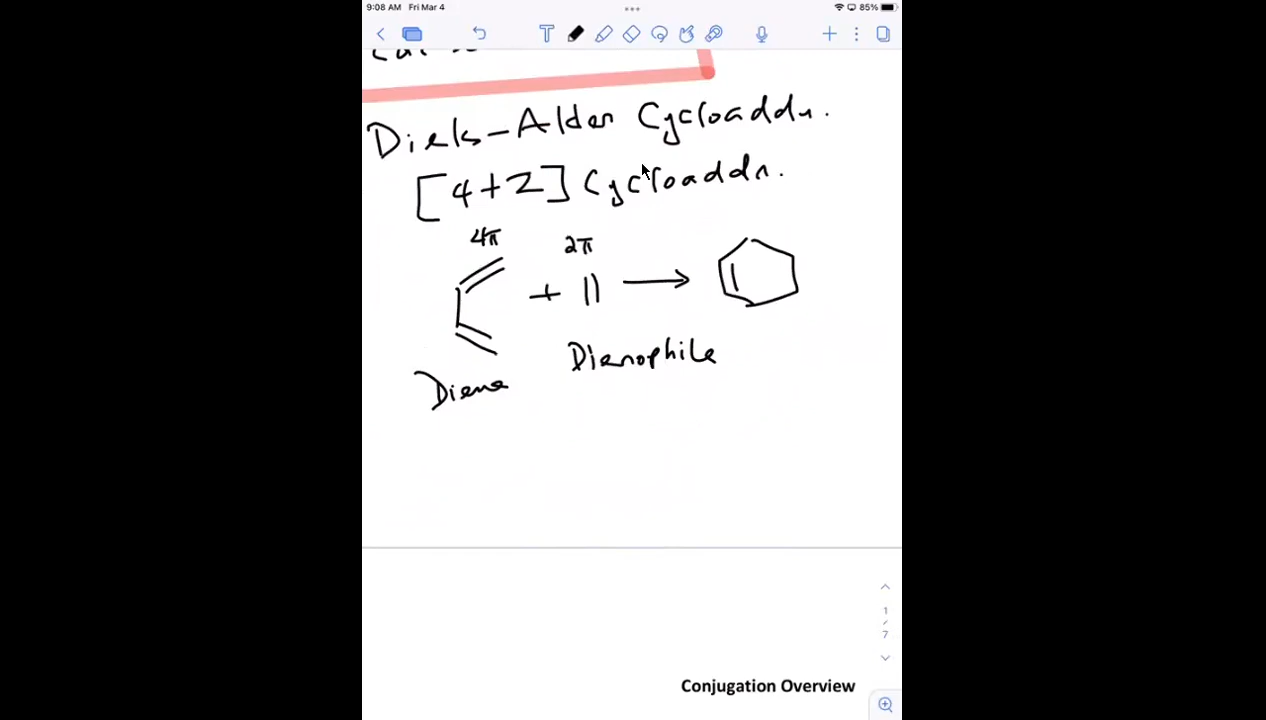 9:08 AM Fri Mar 4
85%
T
Diels-Alder Cycloaddn.
[4+2] Cycloaddn.
4π 2π
+
Dienophile
Diene
1
7
Conjugation Overview